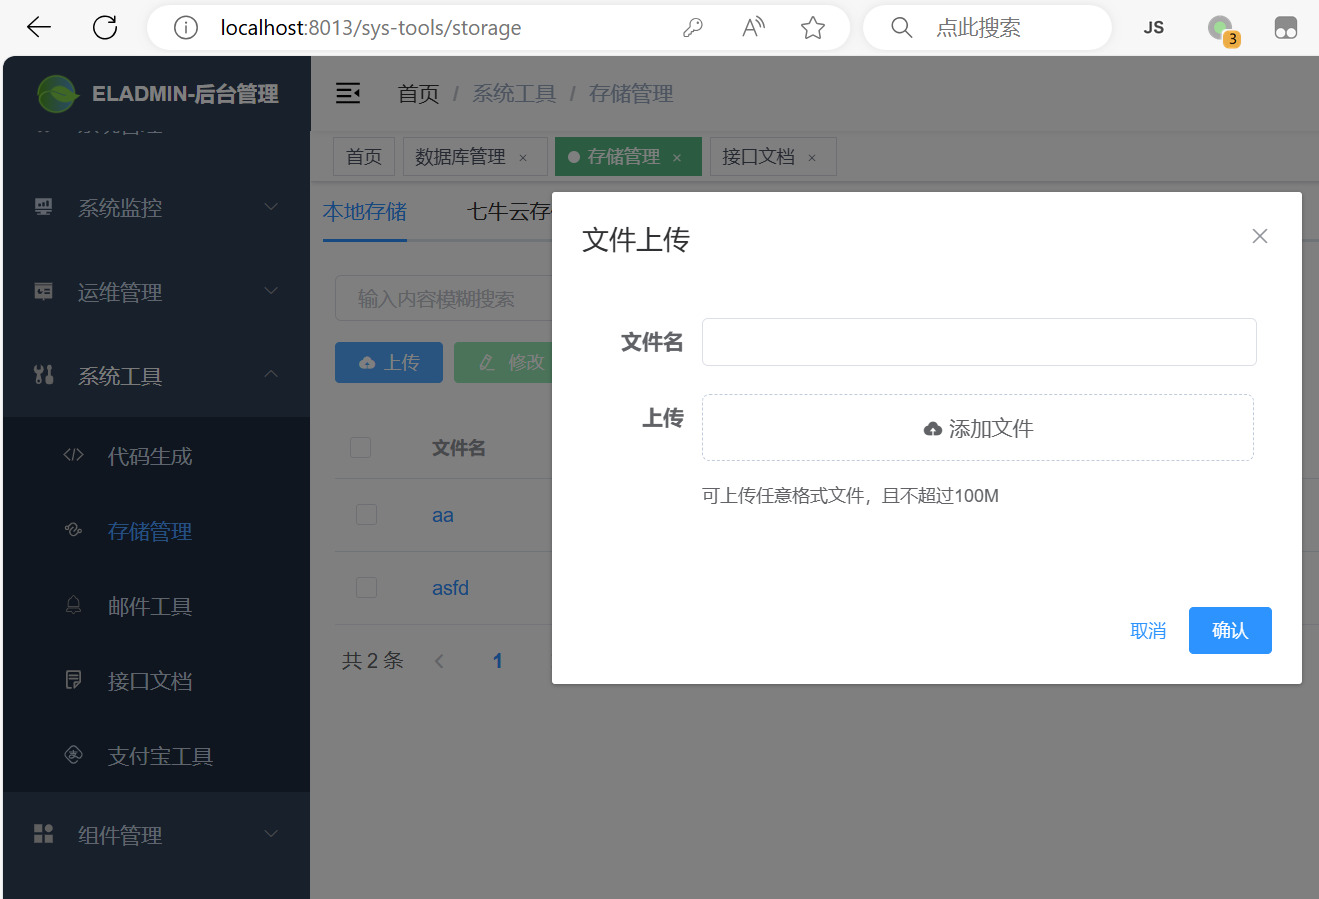 localhost:8013/sys-tools/storage
点此搜索
JS
3
ELADMIN-后台管理
首页 / 系统工具 / 存储管理
系统管理
首页
数据库管理 ×
存储管理 ×
接口文档 ×
系统监控
运维管理
系统工具
代码生成
存储管理
邮件工具
接口文档
支付宝工具
组件管理
本地存储
七牛云存
输入内容模糊搜索
上传
修改
文件名
aa
asfd
共 2 条
1
文件上传
文件名
上传
添加文件
可上传任意格式文件，且不超过100M
取消
确认